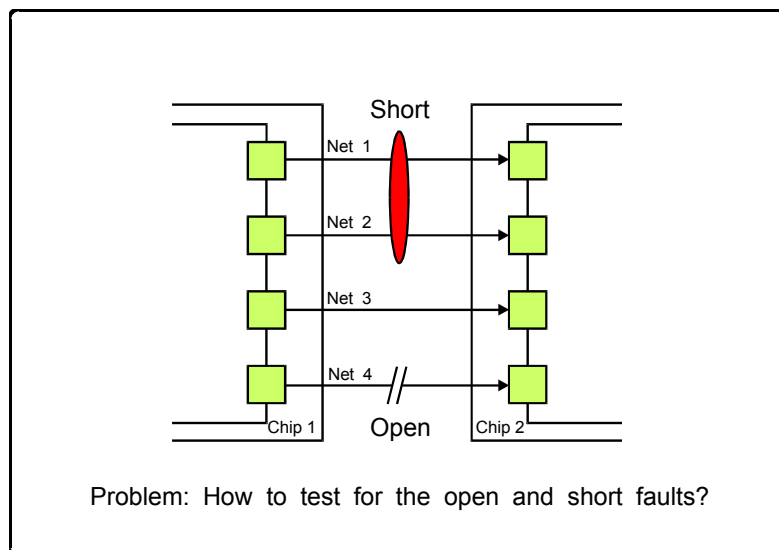 Short
Net 1
Net 2
Net 3
Net 4
Chip 1
Open
Chip 2
Problem: How to test for the open and short faults?